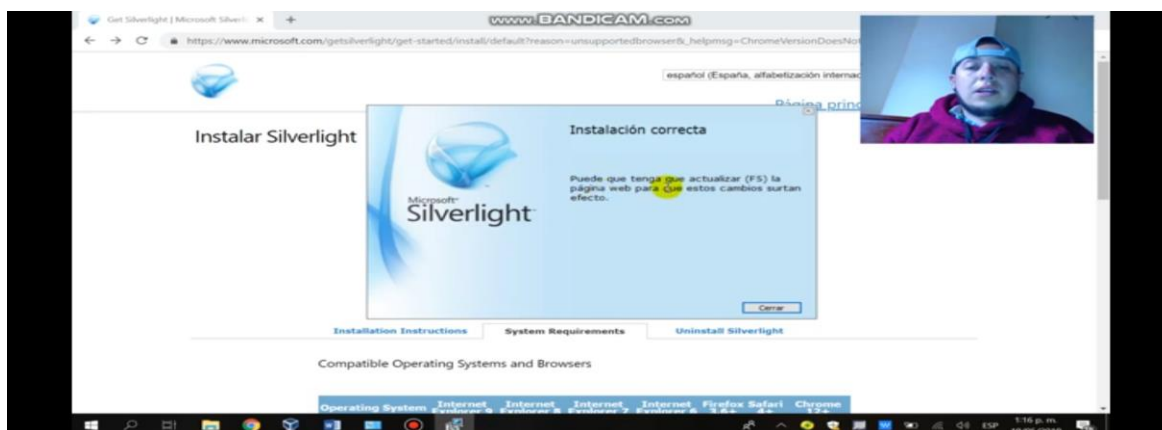 Get Silverlight | Microsoft Silverli
www.BANDICAM.com
https://www.microsoft.com/getsilverlight/get-started/install/default?reason=unsupportedbrowser&_helpmsg=ChromeVersionDoesNot
español (España, alfabetización internac
Página princ
Instalar Silverlight
Instalación correcta
Puede que tenga que actualizar (F5) la
página web para que estos cambios surtan
efecto.
Microsoft®
Silverlight™
Cerrar
Installation Instructions
System Requirements
Uninstall Silverlight
Compatible Operating Systems and Browsers
Operating System
Internet Explorer 9
Internet Explorer 8
Internet Explorer 7
Internet Explorer 6
Firefox 3.6+
Safari 4+
Chrome 12+
ESP
1:16 p. m.